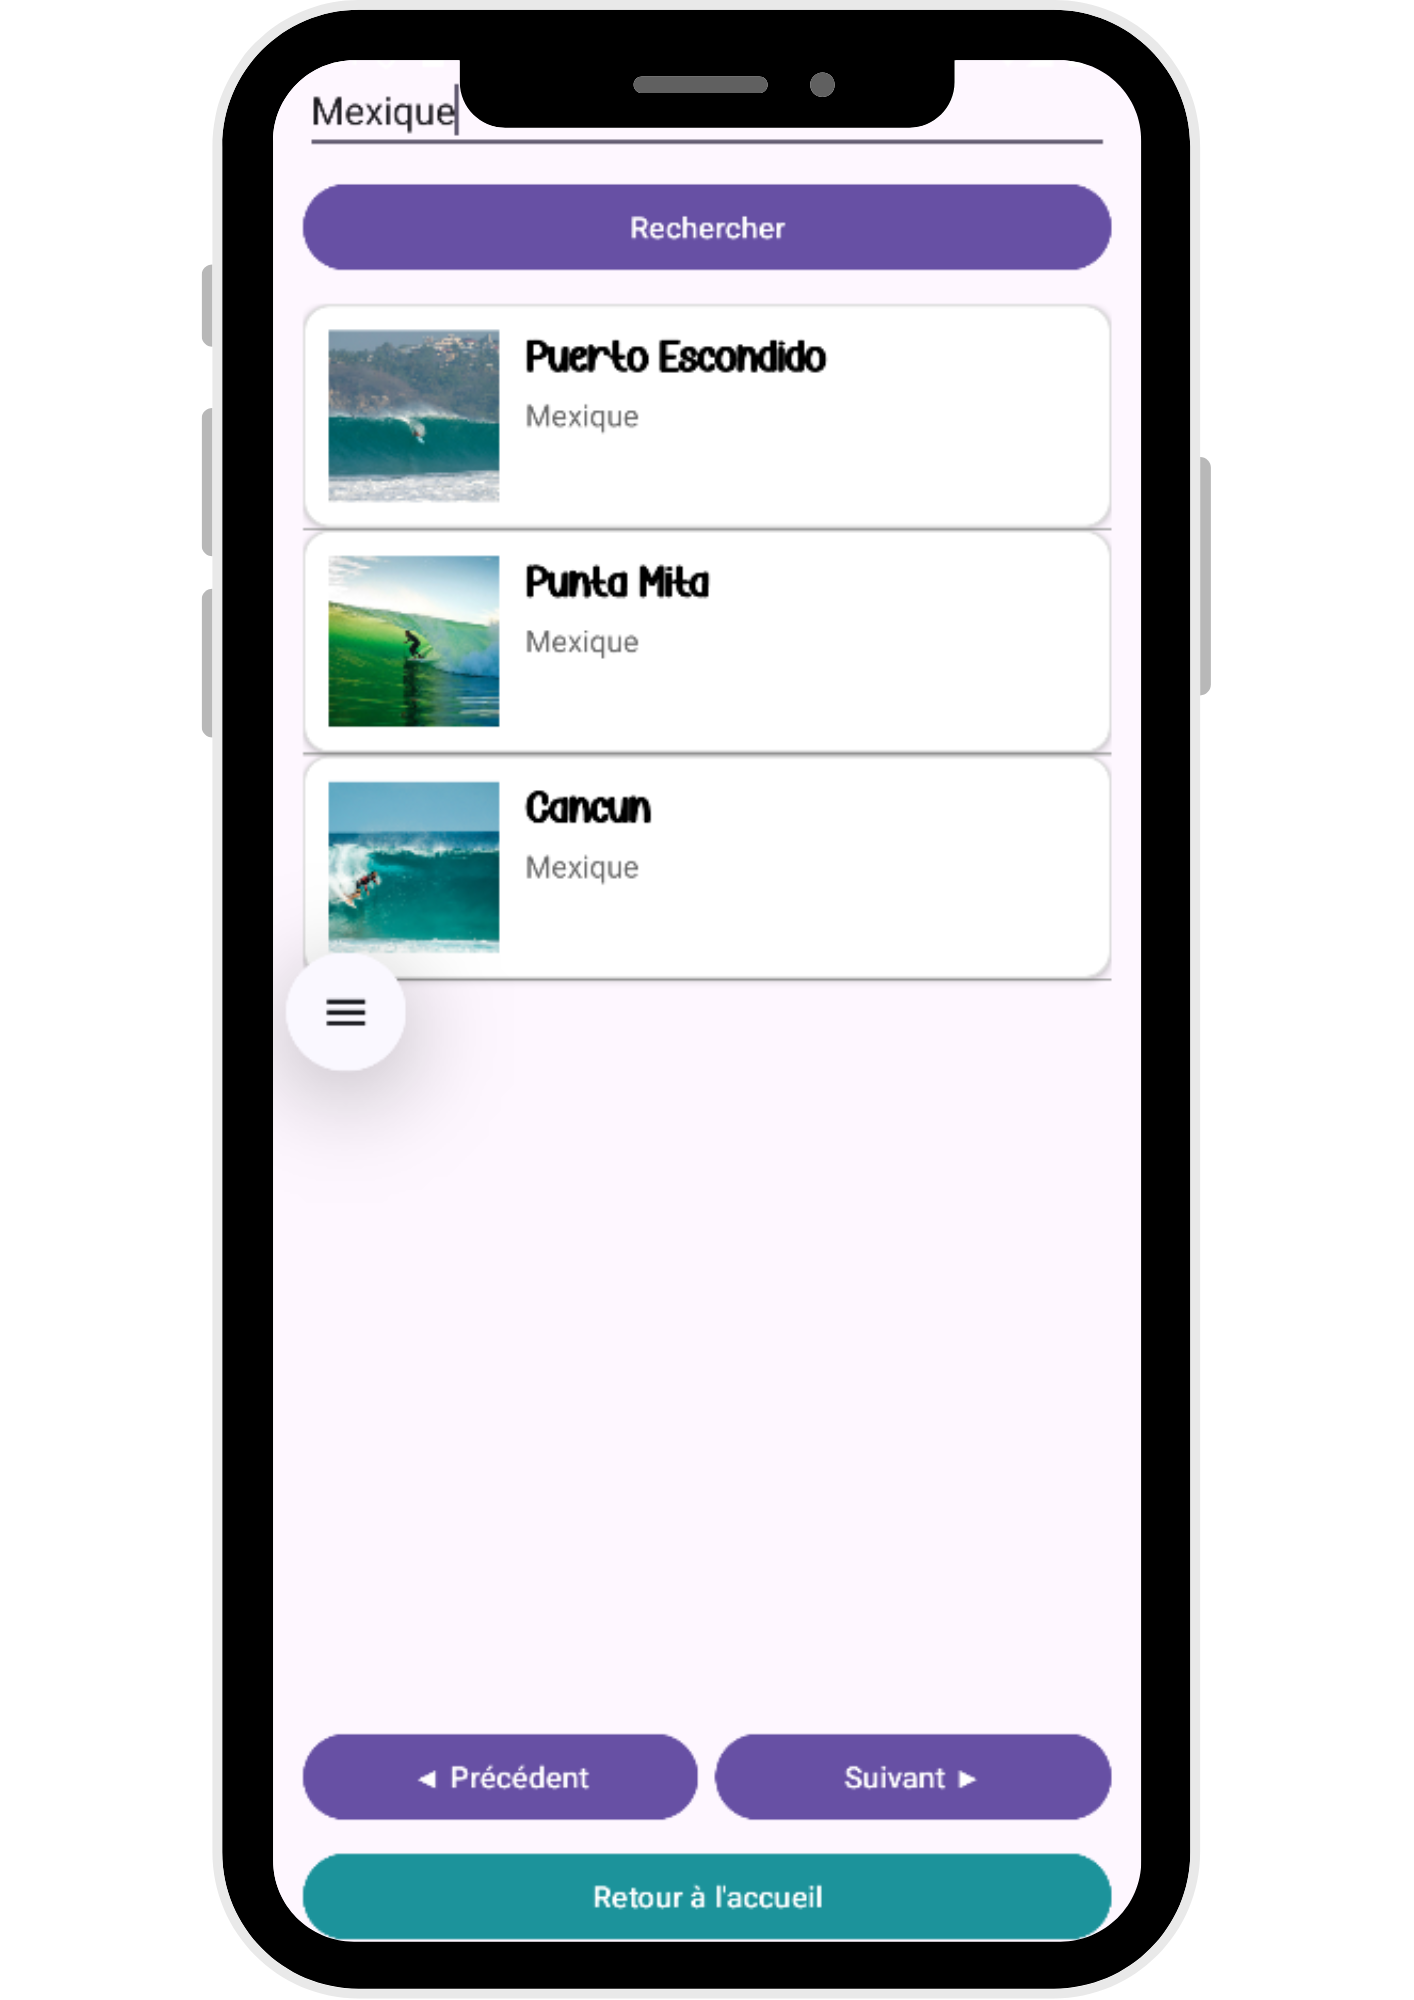 Mexique
Rechercher
Puerto Escondido
Mexique
Punta Mita
Mexique
Cancun
Mexique
◄ Précédent
Suivant ►
Retour à l'accueil